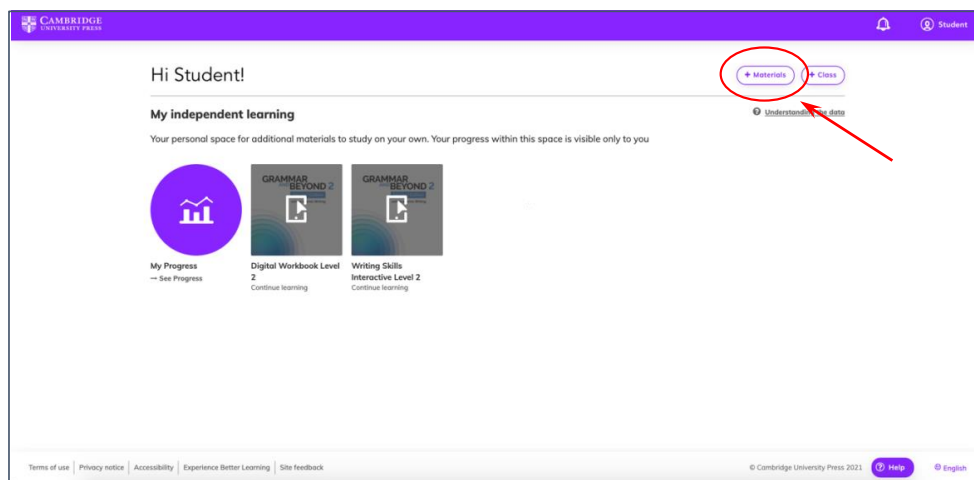 CAMBRIDGE
UNIVERSITY PRESS
Student
Hi Student!
+ Materials
+ Class
My independent learning
Understanding the data
Your personal space for additional materials to study on your own. Your progress within this space is visible only to you
GRAMMAR
BEYOND 2
GRAMMAR
BEYOND 2
My Progress
→ See Progress
Digital Workbook Level
2
Continue learning
Writing Skills
Interactive Level 2
Continue learning
Terms of use | Privacy notice | Accessibility | Experience Better Learning | Site feedback
© Cambridge University Press 2021
Help
English